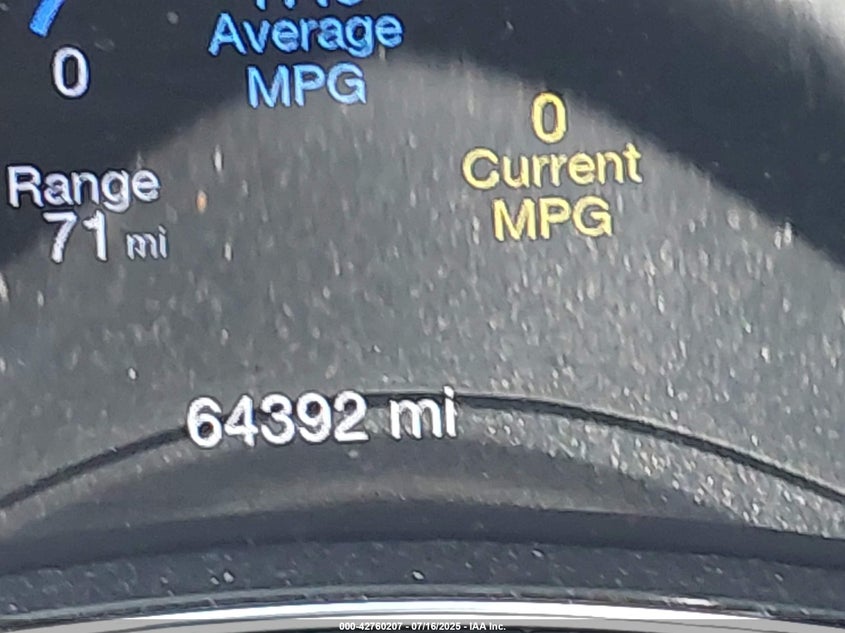 Average
MPG
0
0
Current
MPG
Range
71 mi
64392 mi
000-42760207 - 07/16/2025 - IAA Inc.